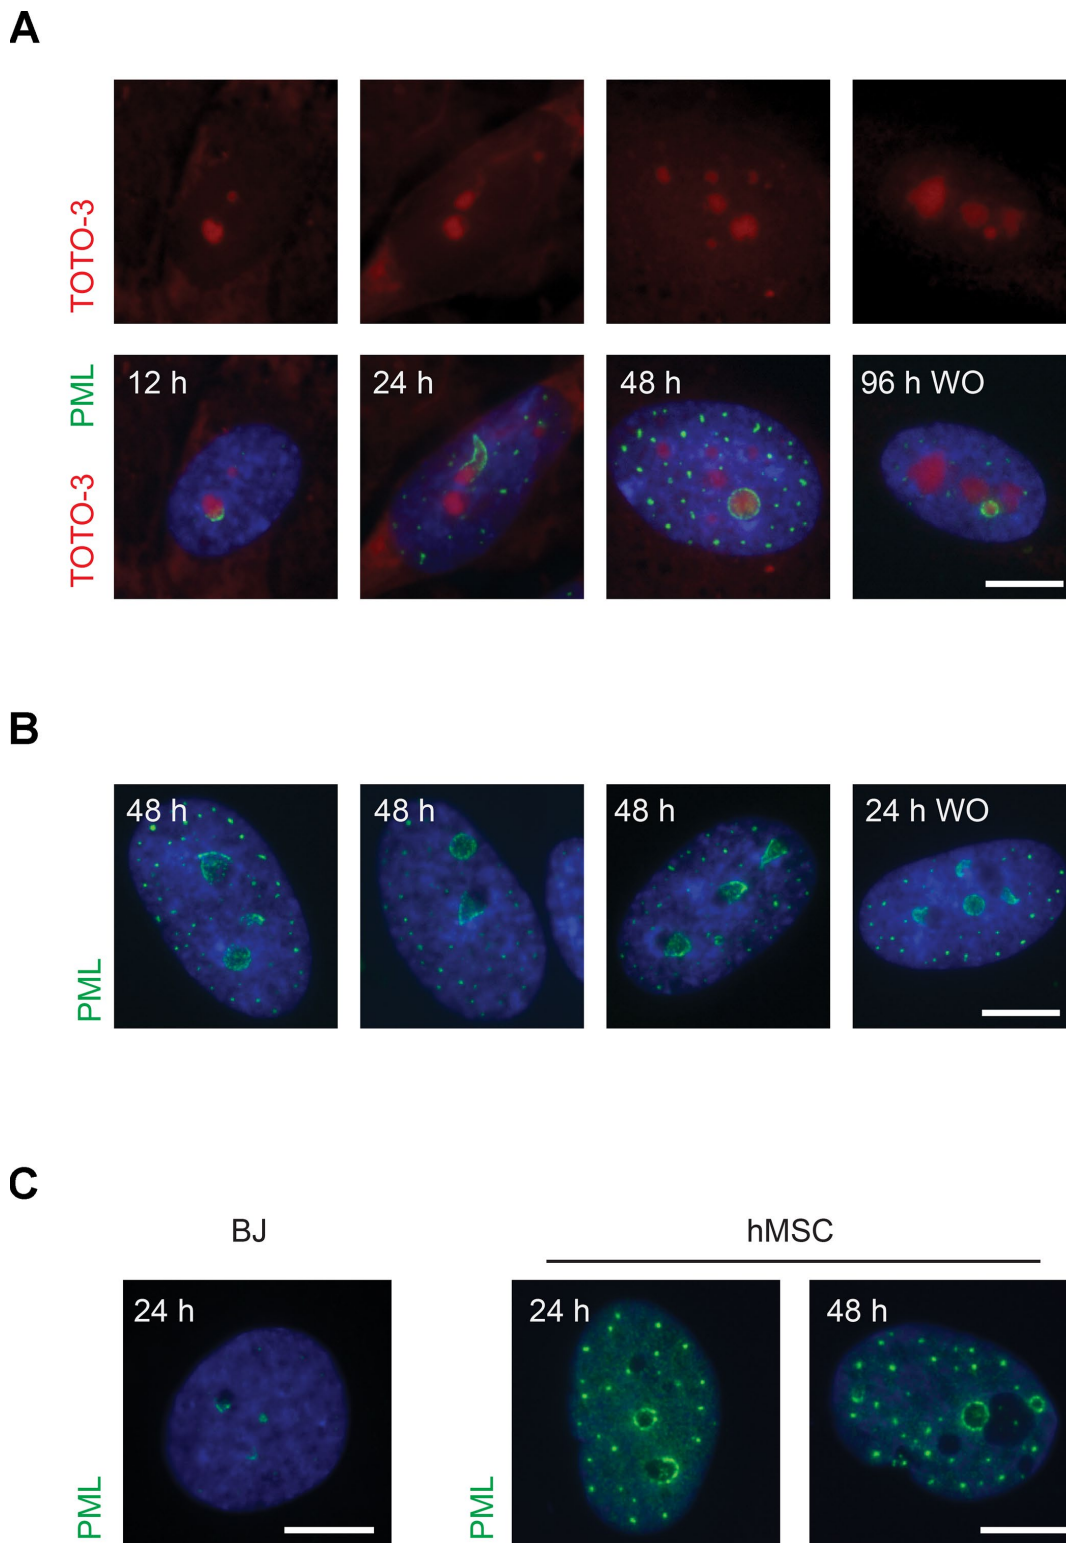 A
TOTO-3
TOTO-3 PML
12 h
24 h
48 h
96 h WO
B
PML
48 h
48 h
48 h
24 h WO
C
BJ
hMSC
PML
24 h
PML
24 h
48 h